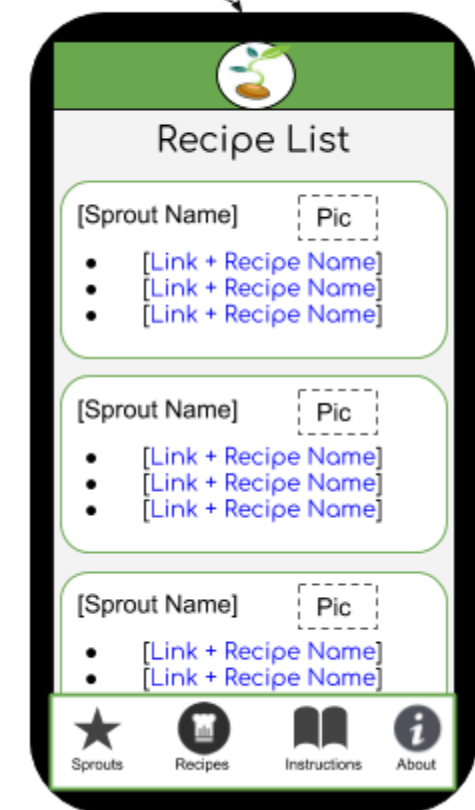 Recipe List
[Sprout Name] Pic
[Link + Recipe Name]
[Link + Recipe Name]
[Link + Recipe Name]
[Sprout Name] Pic
[Link + Recipe Name]
[Link + Recipe Name]
[Link + Recipe Name]
[Sprout Name] Pic
[Link + Recipe Name]
[Link + Recipe Name]
Sprouts Recipes Instructions About